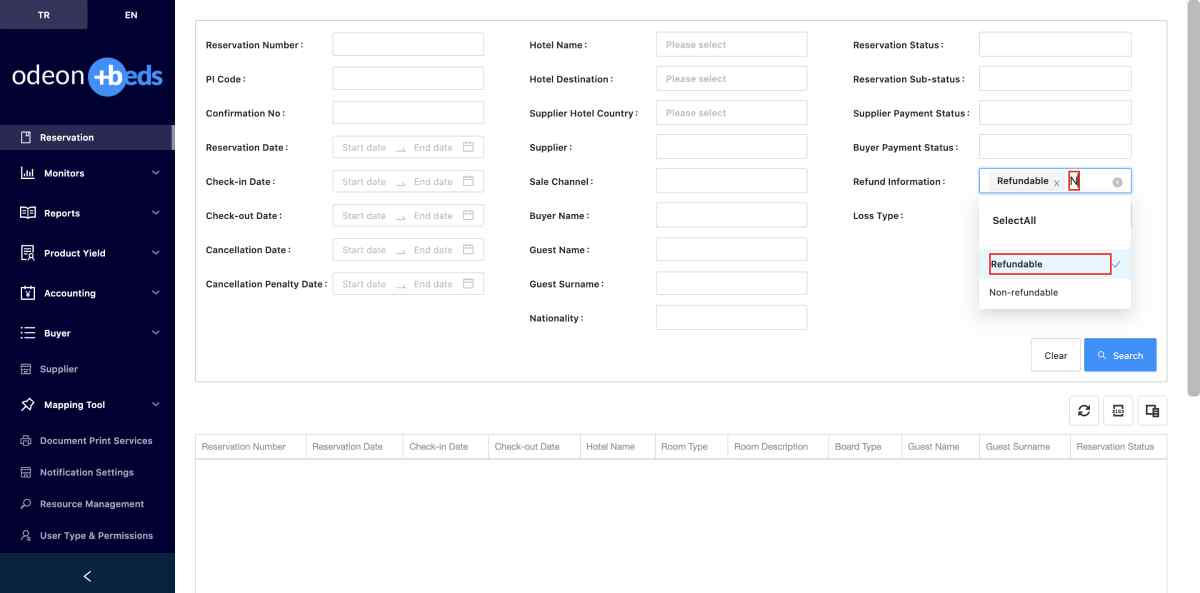 TR
EN
odeon +beds
Reservation
Monitors
Reports
Product Yield
Accounting
Buyer
Supplier
Mapping Tool
Document Print Services
Notification Settings
Resource Management
User Type & Permissions
Reservation Number :
PI Code :
Confirmation No :
Reservation Date : Start date End date
Check-in Date : Start date End date
Check-out Date : Start date End date
Cancellation Date : Start date End date
Cancellation Penalty Date : Start date End date
Hotel Name : Please select
Hotel Destination : Please select
Supplier Hotel Country : Please select
Supplier :
Sale Channel :
Buyer Name :
Guest Name :
Guest Surname :
Nationality :
Reservation Status :
Reservation Sub-status :
Supplier Payment Status :
Buyer Payment Status :
Refund Information : Refundable x N
Loss Type :
SelectAll
Refundable
Non-refundable
Clear
Search
Reservation Number Reservation Date Check-in Date Check-out Date Hotel Name Room Type Room Description Board Type Guest Name Guest Surname Reservation Status